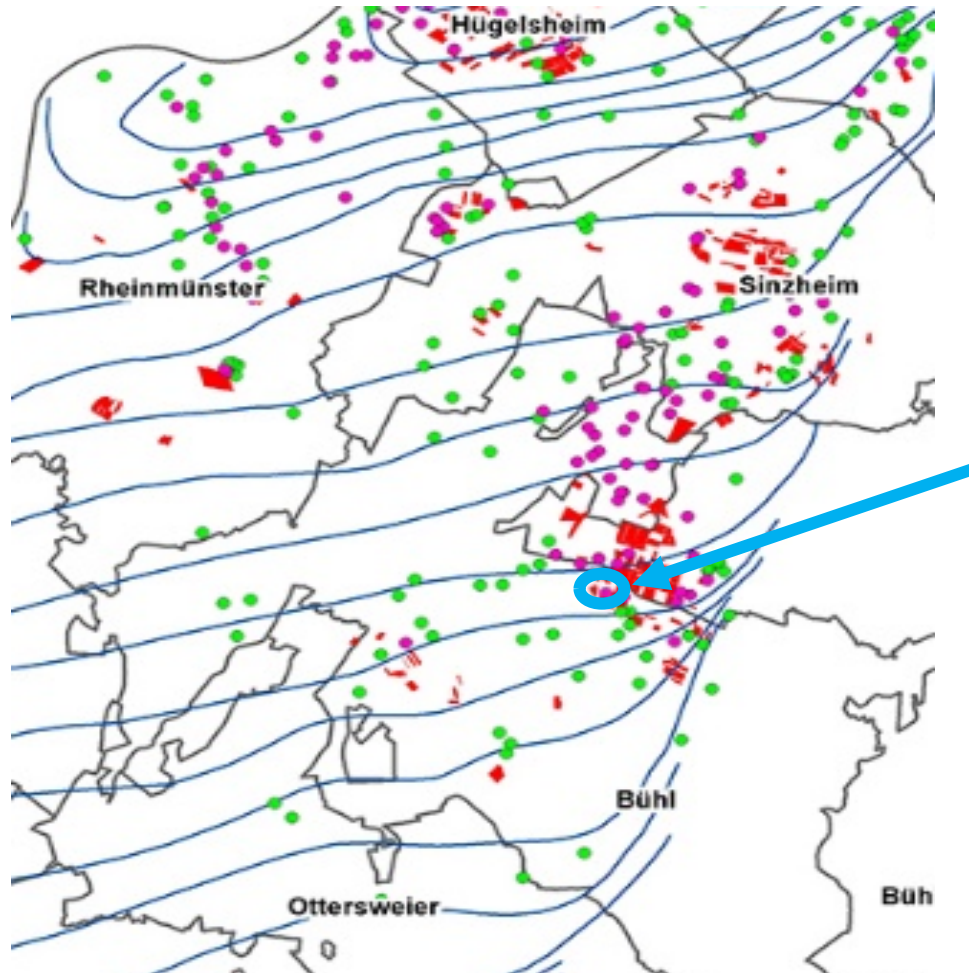 Hügelsheim
Rheinmünster
Sinzheim
Bühl
Büh
Ottersweier